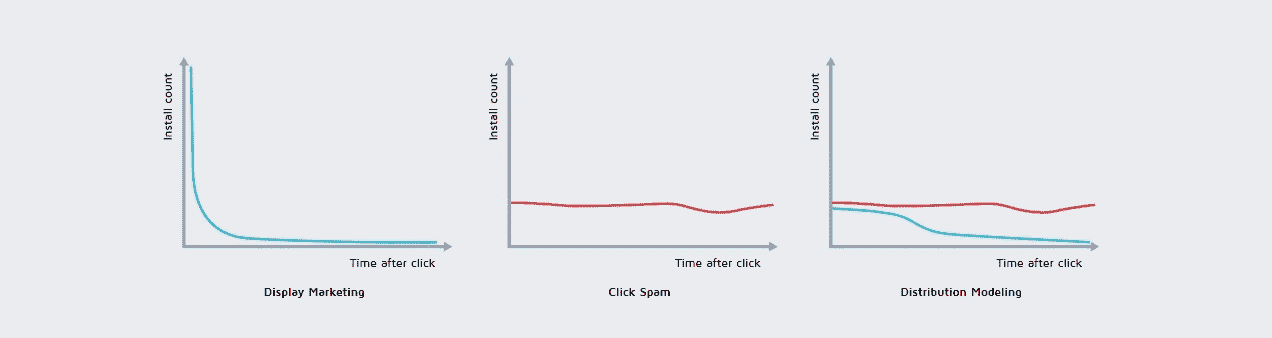 Install count
Time after click
Display Marketing
Install count
Time after click
Click Spam
Install count
Time after click
Distribution Modeling